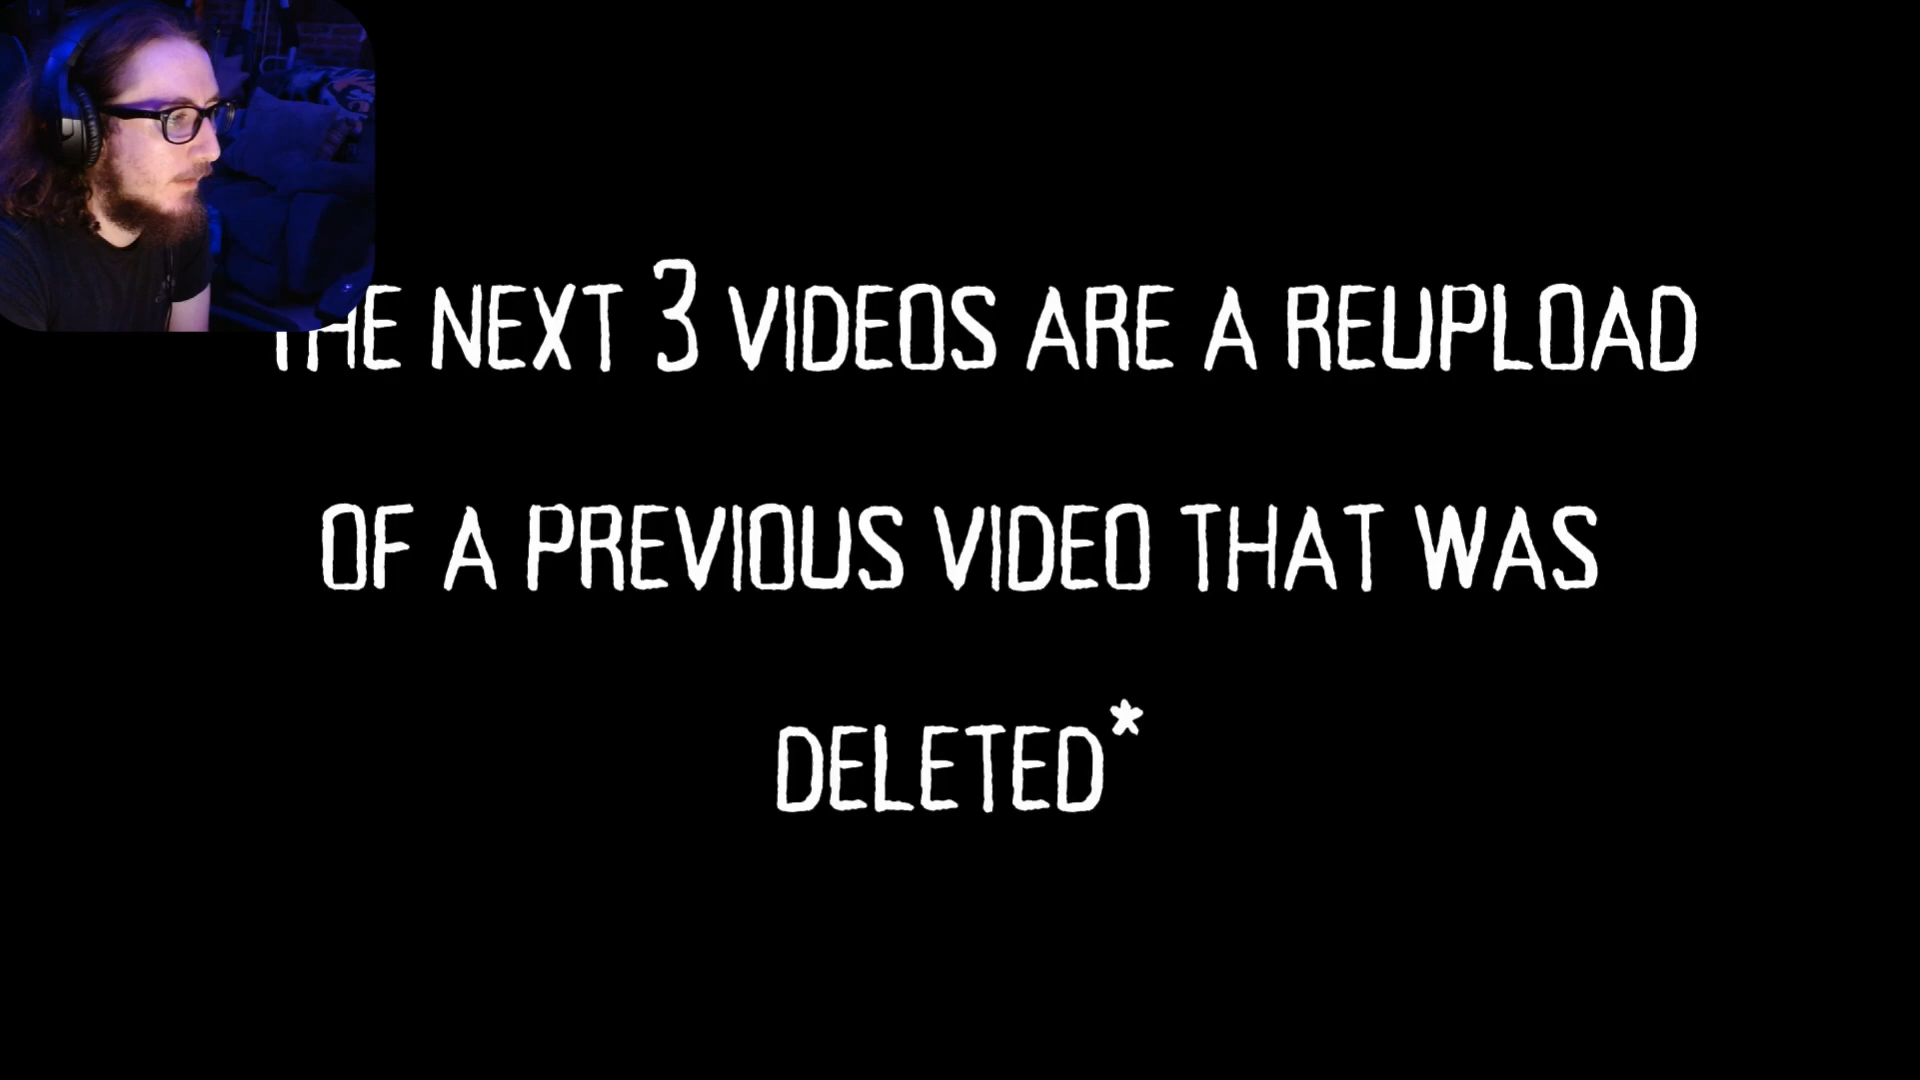 THE NEXT 3 VIDEOS ARE A REUPLOAD
OF A PREVIOUS VIDEO THAT WAS
DELETED*